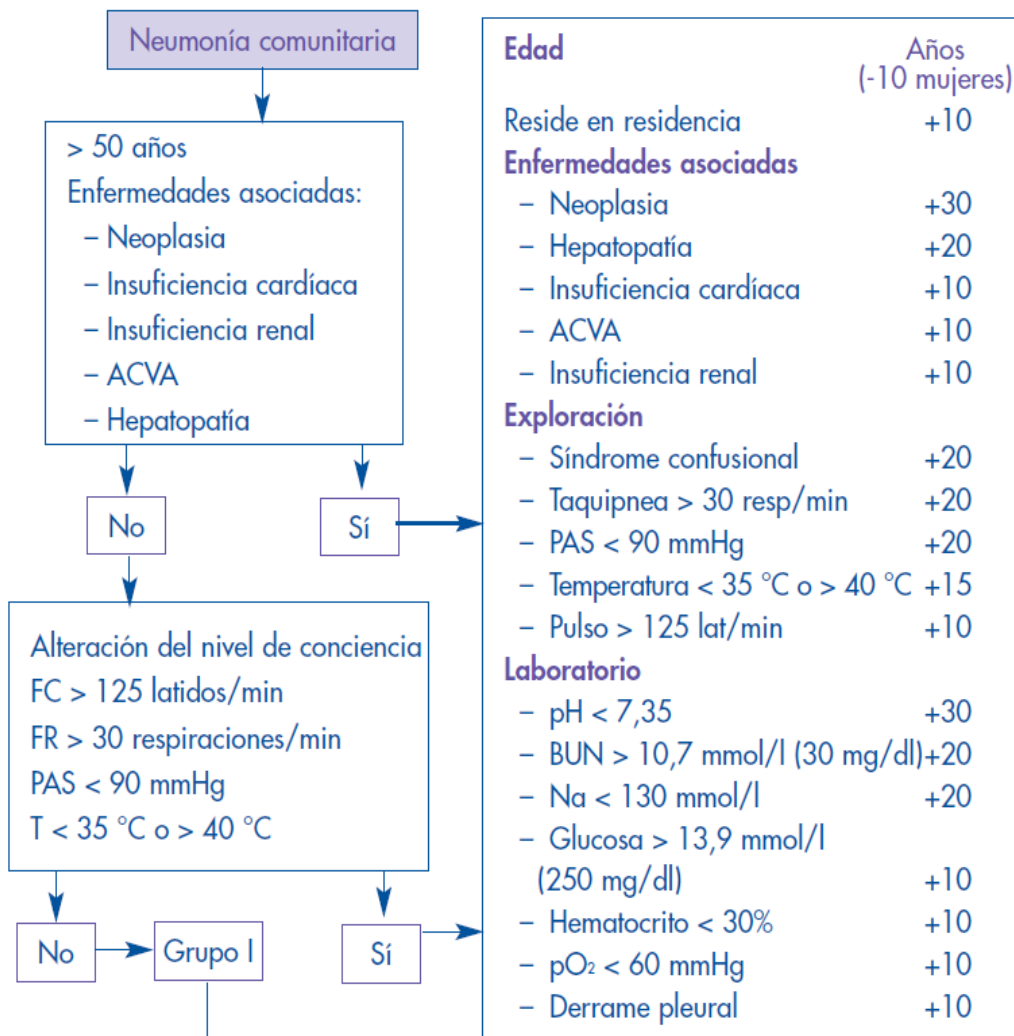 Neumonía comunitaria
> 50 años
Enfermedades asociadas:
– Neoplasia
– Insuficiencia cardíaca
– Insuficiencia renal
– ACVA
– Hepatopatía
No
Sí
Alteración del nivel de conciencia
FC > 125 latidos/min
FR > 30 respiraciones/min
PAS < 90 mmHg
T < 35 °C o > 40 °C
No
Grupo I
Sí
Edad Años
(-10 mujeres)
Reside en residencia +10
Enfermedades asociadas
– Neoplasia +30
– Hepatopatía +20
– Insuficiencia cardíaca +10
– ACVA +10
– Insuficiencia renal +10
Exploración
– Síndrome confusional +20
– Taquipnea > 30 resp/min +20
– PAS < 90 mmHg +20
– Temperatura < 35 °C o > 40 °C +15
– Pulso > 125 lat/min +10
Laboratorio
– pH < 7,35 +30
– BUN > 10,7 mmol/l (30 mg/dl)+20
– Na < 130 mmol/l +20
– Glucosa > 13,9 mmol/l
(250 mg/dl) +10
– Hematocrito < 30% +10
– pO₂ < 60 mmHg +10
– Derrame pleural +10